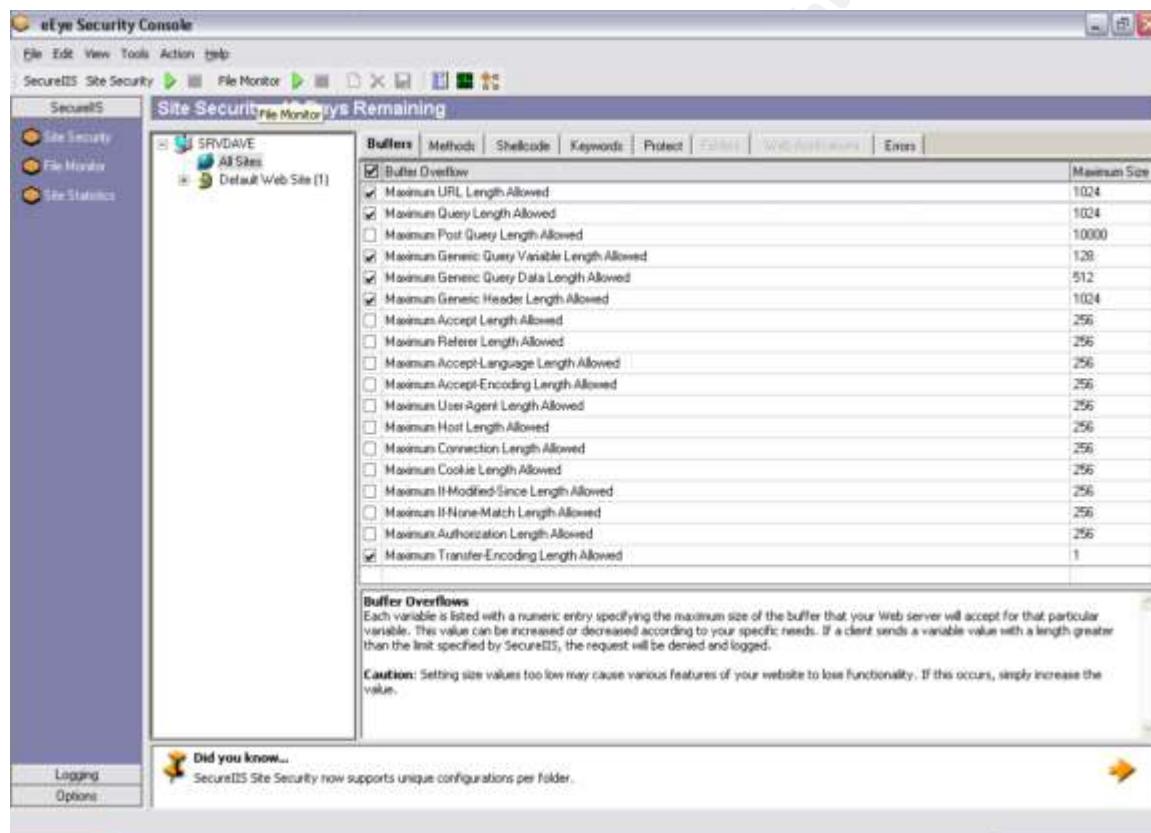 eEye Security Console
File Edit View Tools Action Help
SecureIIS Site Security File Monitor
SecureIIS
Site Security
File Monitor
Site Statistics
Logging
Options
Site Securit ys Remaining
File Monitor
SRVDAVE
All Sites
Default Web Site (1)
Buffers Methods Shellcode Keywords Protect Folders Web Applications Errors
Buffer Overflow Maximum Size
Maximum URL Length Allowed 1024
Maximum Query Length Allowed 1024
Maximum Post Query Length Allowed 10000
Maximum Generic Query Variable Length Allowed 128
Maximum Generic Query Data Length Allowed 512
Maximum Generic Header Length Allowed 1024
Maximum Accept Length Allowed 256
Maximum Referer Length Allowed 256
Maximum Accept-Language Length Allowed 256
Maximum Accept-Encoding Length Allowed 256
Maximum User-Agent Length Allowed 256
Maximum Host Length Allowed 256
Maximum Connection Length Allowed 256
Maximum Cookie Length Allowed 256
Maximum If-Modified-Since Length Allowed 256
Maximum If-None-Match Length Allowed 256
Maximum Authorization Length Allowed 256
Maximum Transfer-Encoding Length Allowed 1
Buffer Overflows
Each variable is listed with a numeric entry specifying the maximum size of the buffer that your Web server will accept for that particular
variable. This value can be increased or decreased according to your specific needs. If a client sends a variable value with a length greater
than the limit specified by SecureIIS, the request will be denied and logged.
Caution: Setting size values too low may cause various features of your website to lose functionality. If this occurs, simply increase the
value.
Did you know...
SecureIIS Site Security now supports unique configurations per folder.